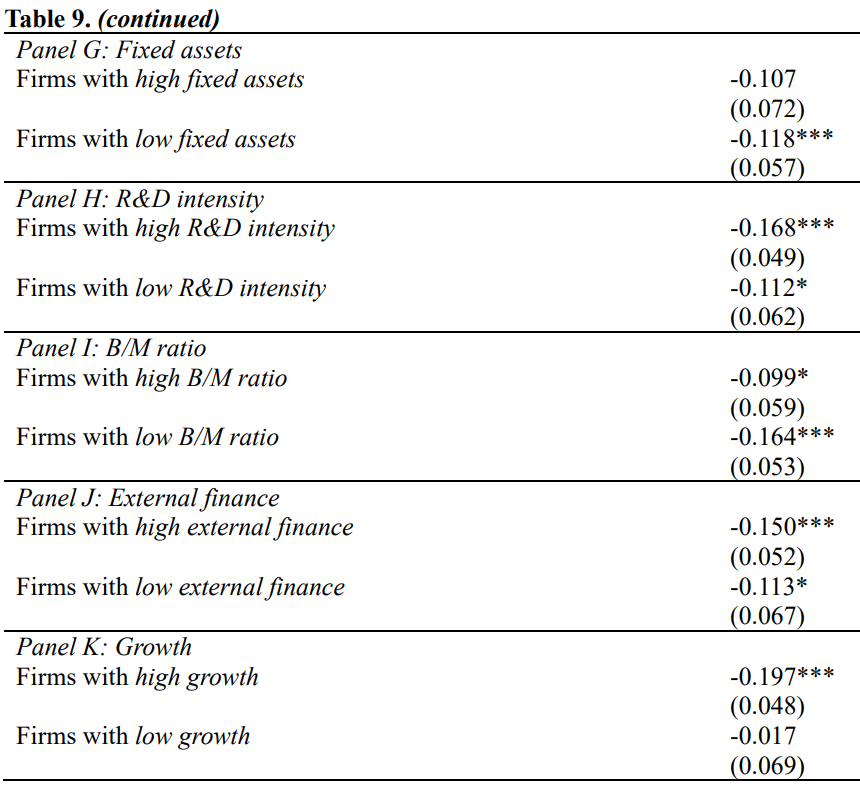 Table 9. (continued)
Panel G: Fixed assets
Firms with high fixed assets -0.107
(0.072)
Firms with low fixed assets -0.118***
(0.057)
Panel H: R&D intensity
Firms with high R&D intensity -0.168***
(0.049)
Firms with low R&D intensity -0.112*
(0.062)
Panel I: B/M ratio
Firms with high B/M ratio -0.099*
(0.059)
Firms with low B/M ratio -0.164***
(0.053)
Panel J: External finance
Firms with high external finance -0.150***
(0.052)
Firms with low external finance -0.113*
(0.067)
Panel K: Growth
Firms with high growth -0.197***
(0.048)
Firms with low growth -0.017
(0.069)